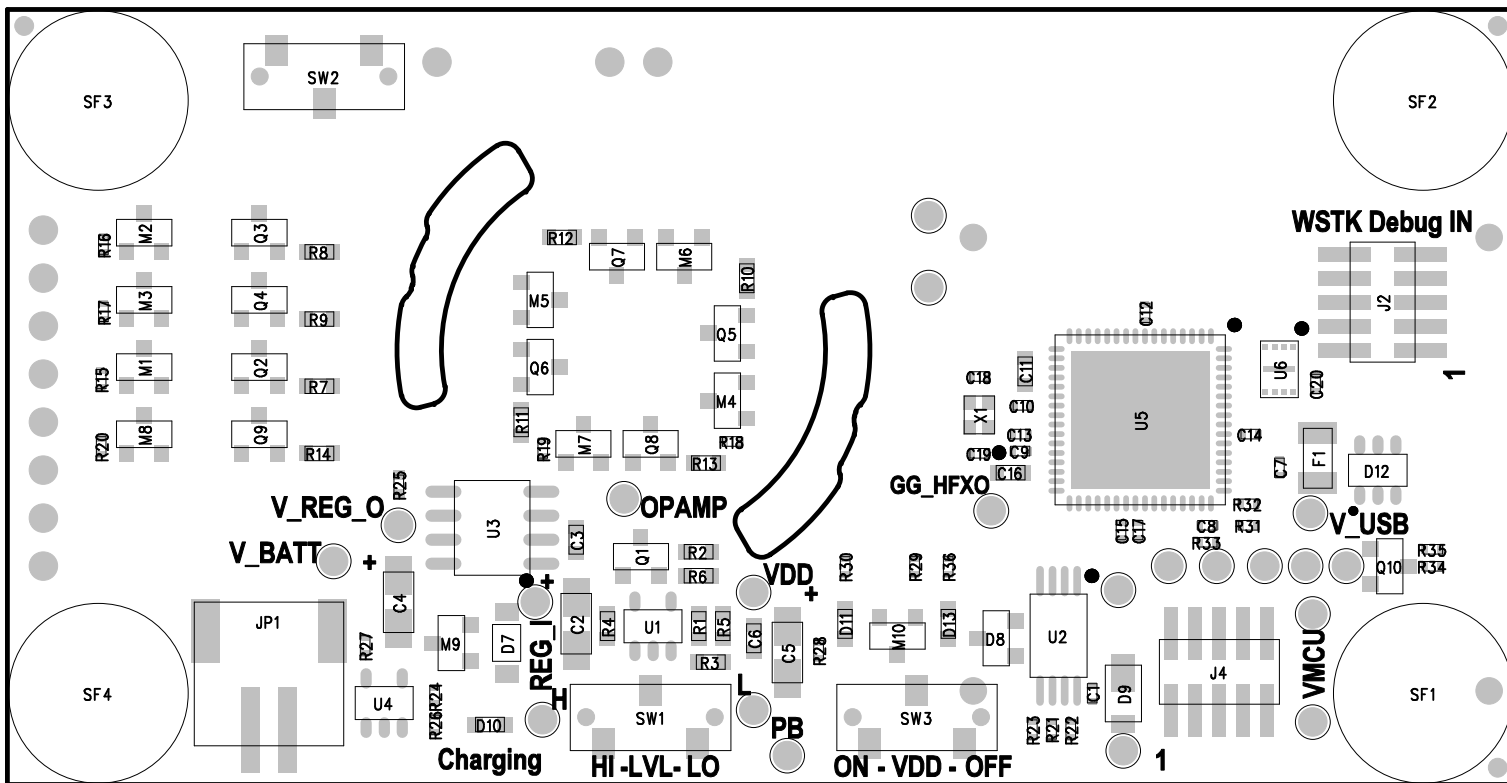 SF3
SW2
SF2
WSTK Debug IN
R16
M2
Q3
R8
R12
Q7
M6
R10
J2
R17
M3
Q4
R9
M5
Q5
C12
U6
R15
M1
Q2
R7
Q6
M4
C18
C11
C20
1
X1
C10
U5
R20
M8
Q9
R14
R11
R19
M7
Q8
R18
R13
C13
C19
C9
C16
C14
C7
F1
D12
R25
GG_HFXO
V_REG_O
OPAMP
U3
R32
C15
C17
C8
R31
R33
V_USB
V_BATT
+
C3
Q1
R2
R6
VDD
+
R30
R29
R36
Q10
R35
R34
+
C4
JP1
R27
M9
D7
REG_I
C2
R4
U1
R1
R5
C6
C5
R28
D11
M10
D13
D8
U2
R3
J4
VMCU
SF4
U4
R24
R26
D10
H
SW1
L
SW3
C1
D9
SF1
R23
R21
R22
PB
Charging
HI -LVL- LO
ON - VDD - OFF
1